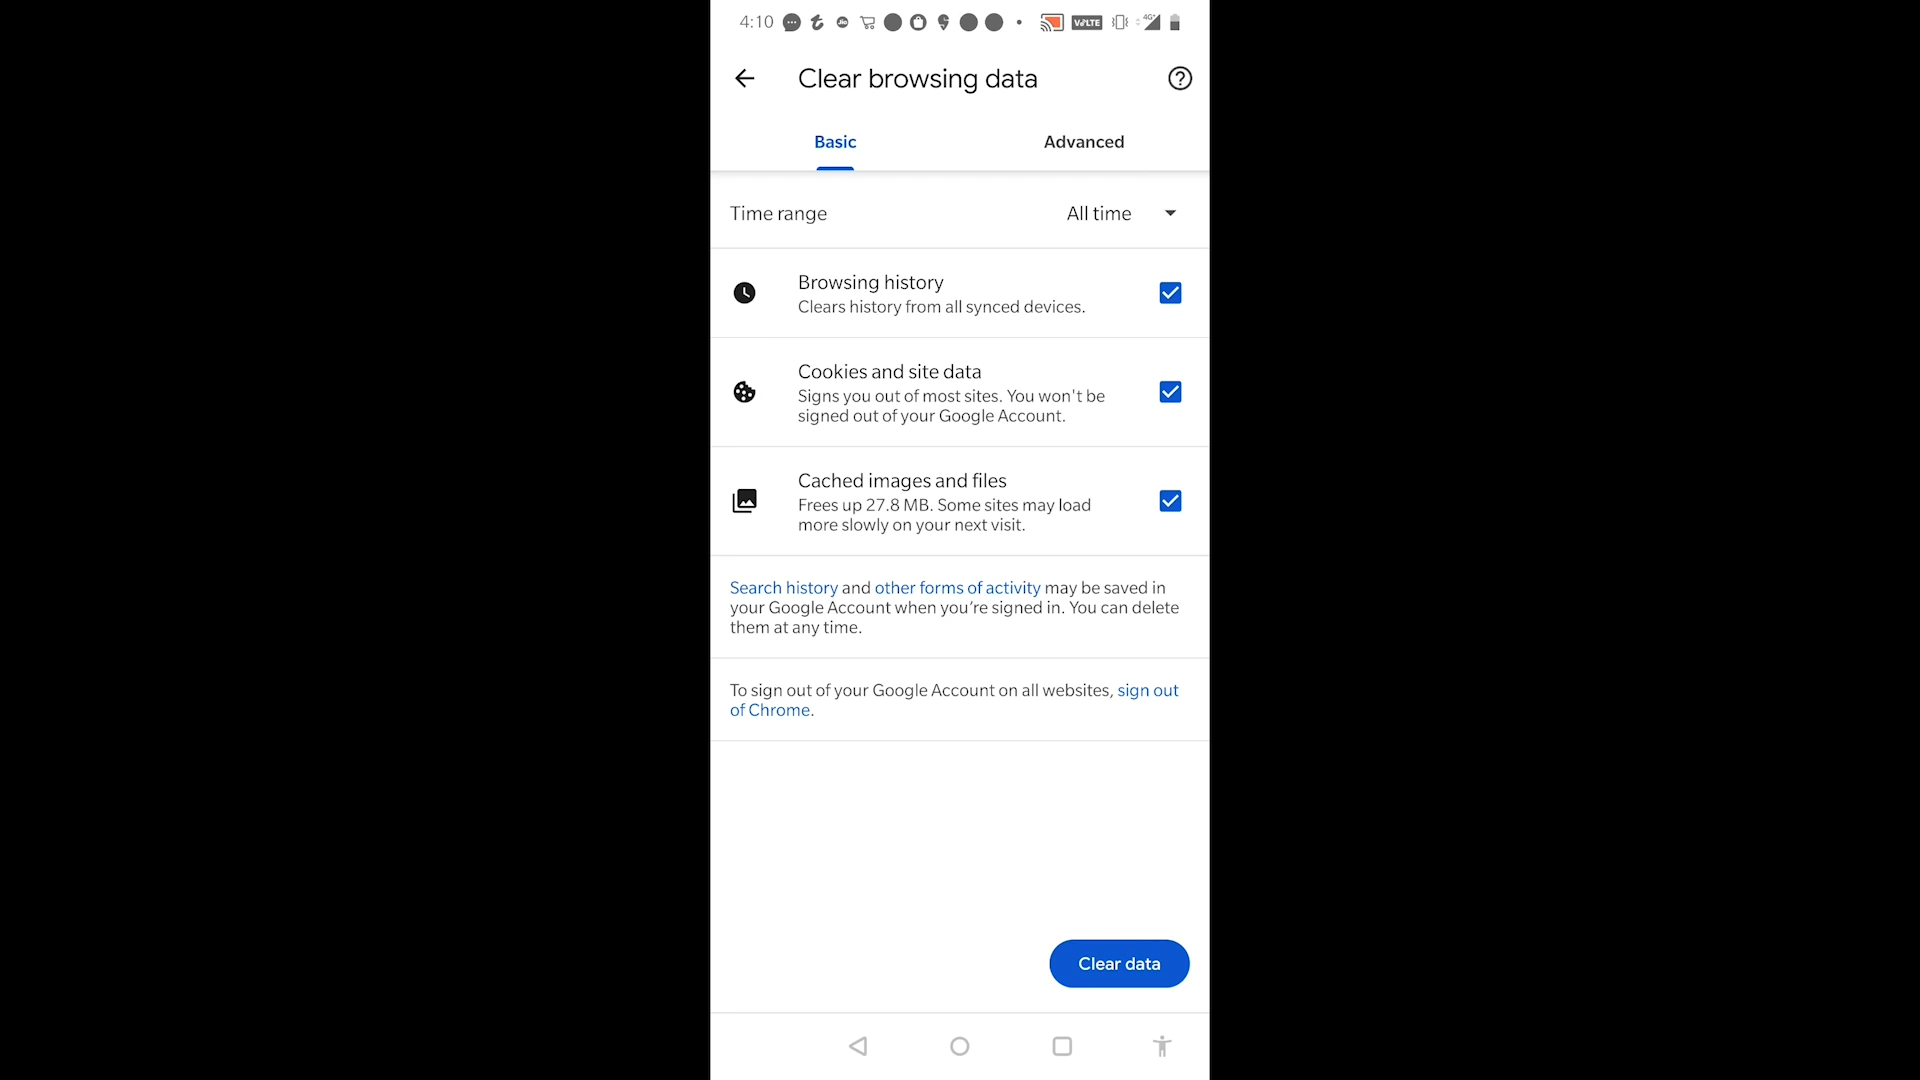 4:10
Jio
VoLTE
4G+
Clear browsing data
Basic
Advanced
Time range
All time
Browsing history
Clears history from all synced devices.
Cookies and site data
Signs you out of most sites. You won't be
signed out of your Google Account.
Cached images and files
Frees up 27.8 MB. Some sites may load
more slowly on your next visit.
Search history and other forms of activity may be saved in
your Google Account when you’re signed in. You can delete
them at any time.
To sign out of your Google Account on all websites, sign out
of Chrome.
Clear data